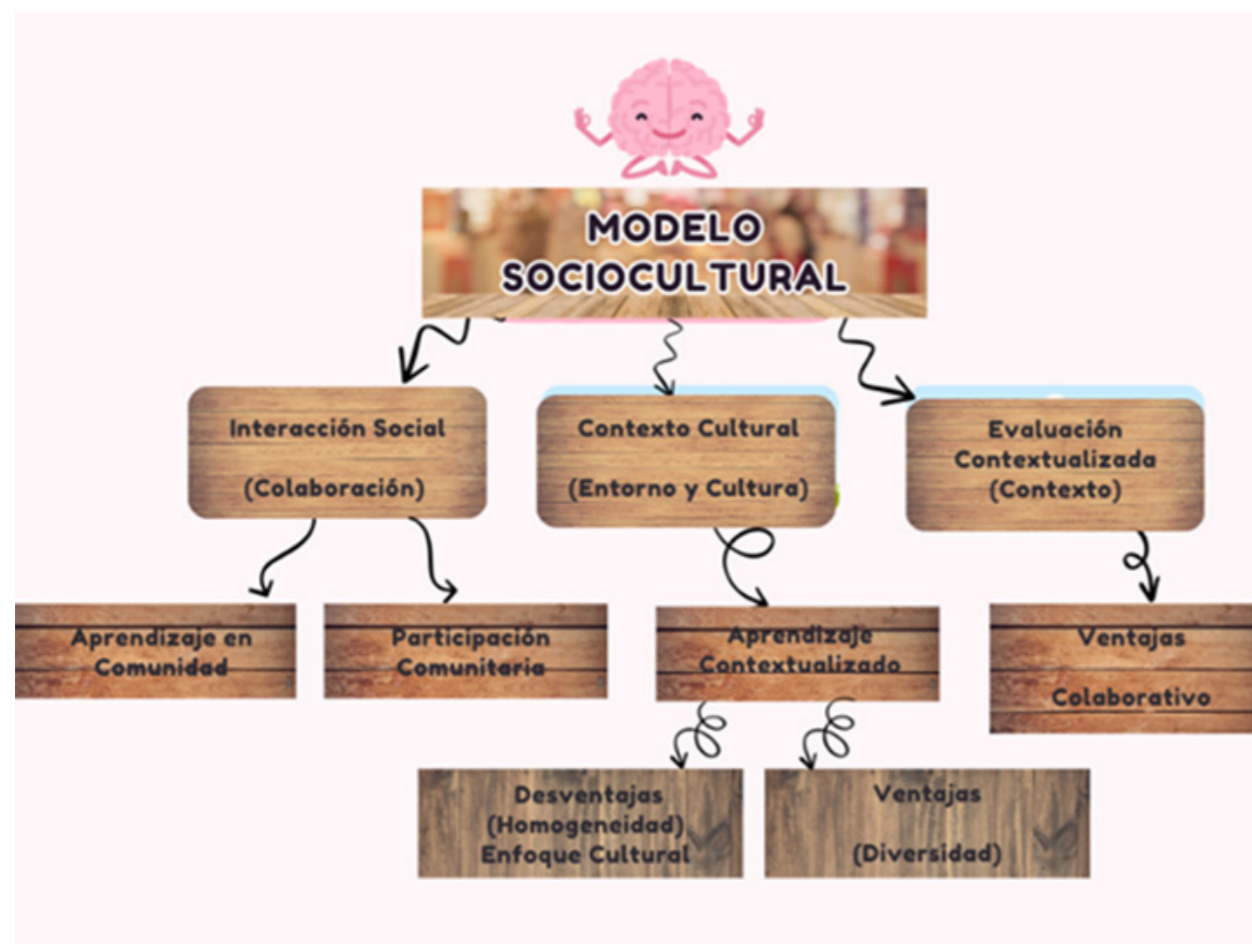 MODELO
SOCIOCULTURAL
Interacción Social
(Colaboración)
Contexto Cultural
(Entorno y Cultura)
Evaluación
Contextualizada
(Contexto)
Aprendizaje en
Comunidad
Participación
Comunitaria
Aprendizaje
Contextualizado
Ventajas
Colaborativo
Desventajas
(Homogeneidad)
Enfoque Cultural
Ventajas
(Diversidad)